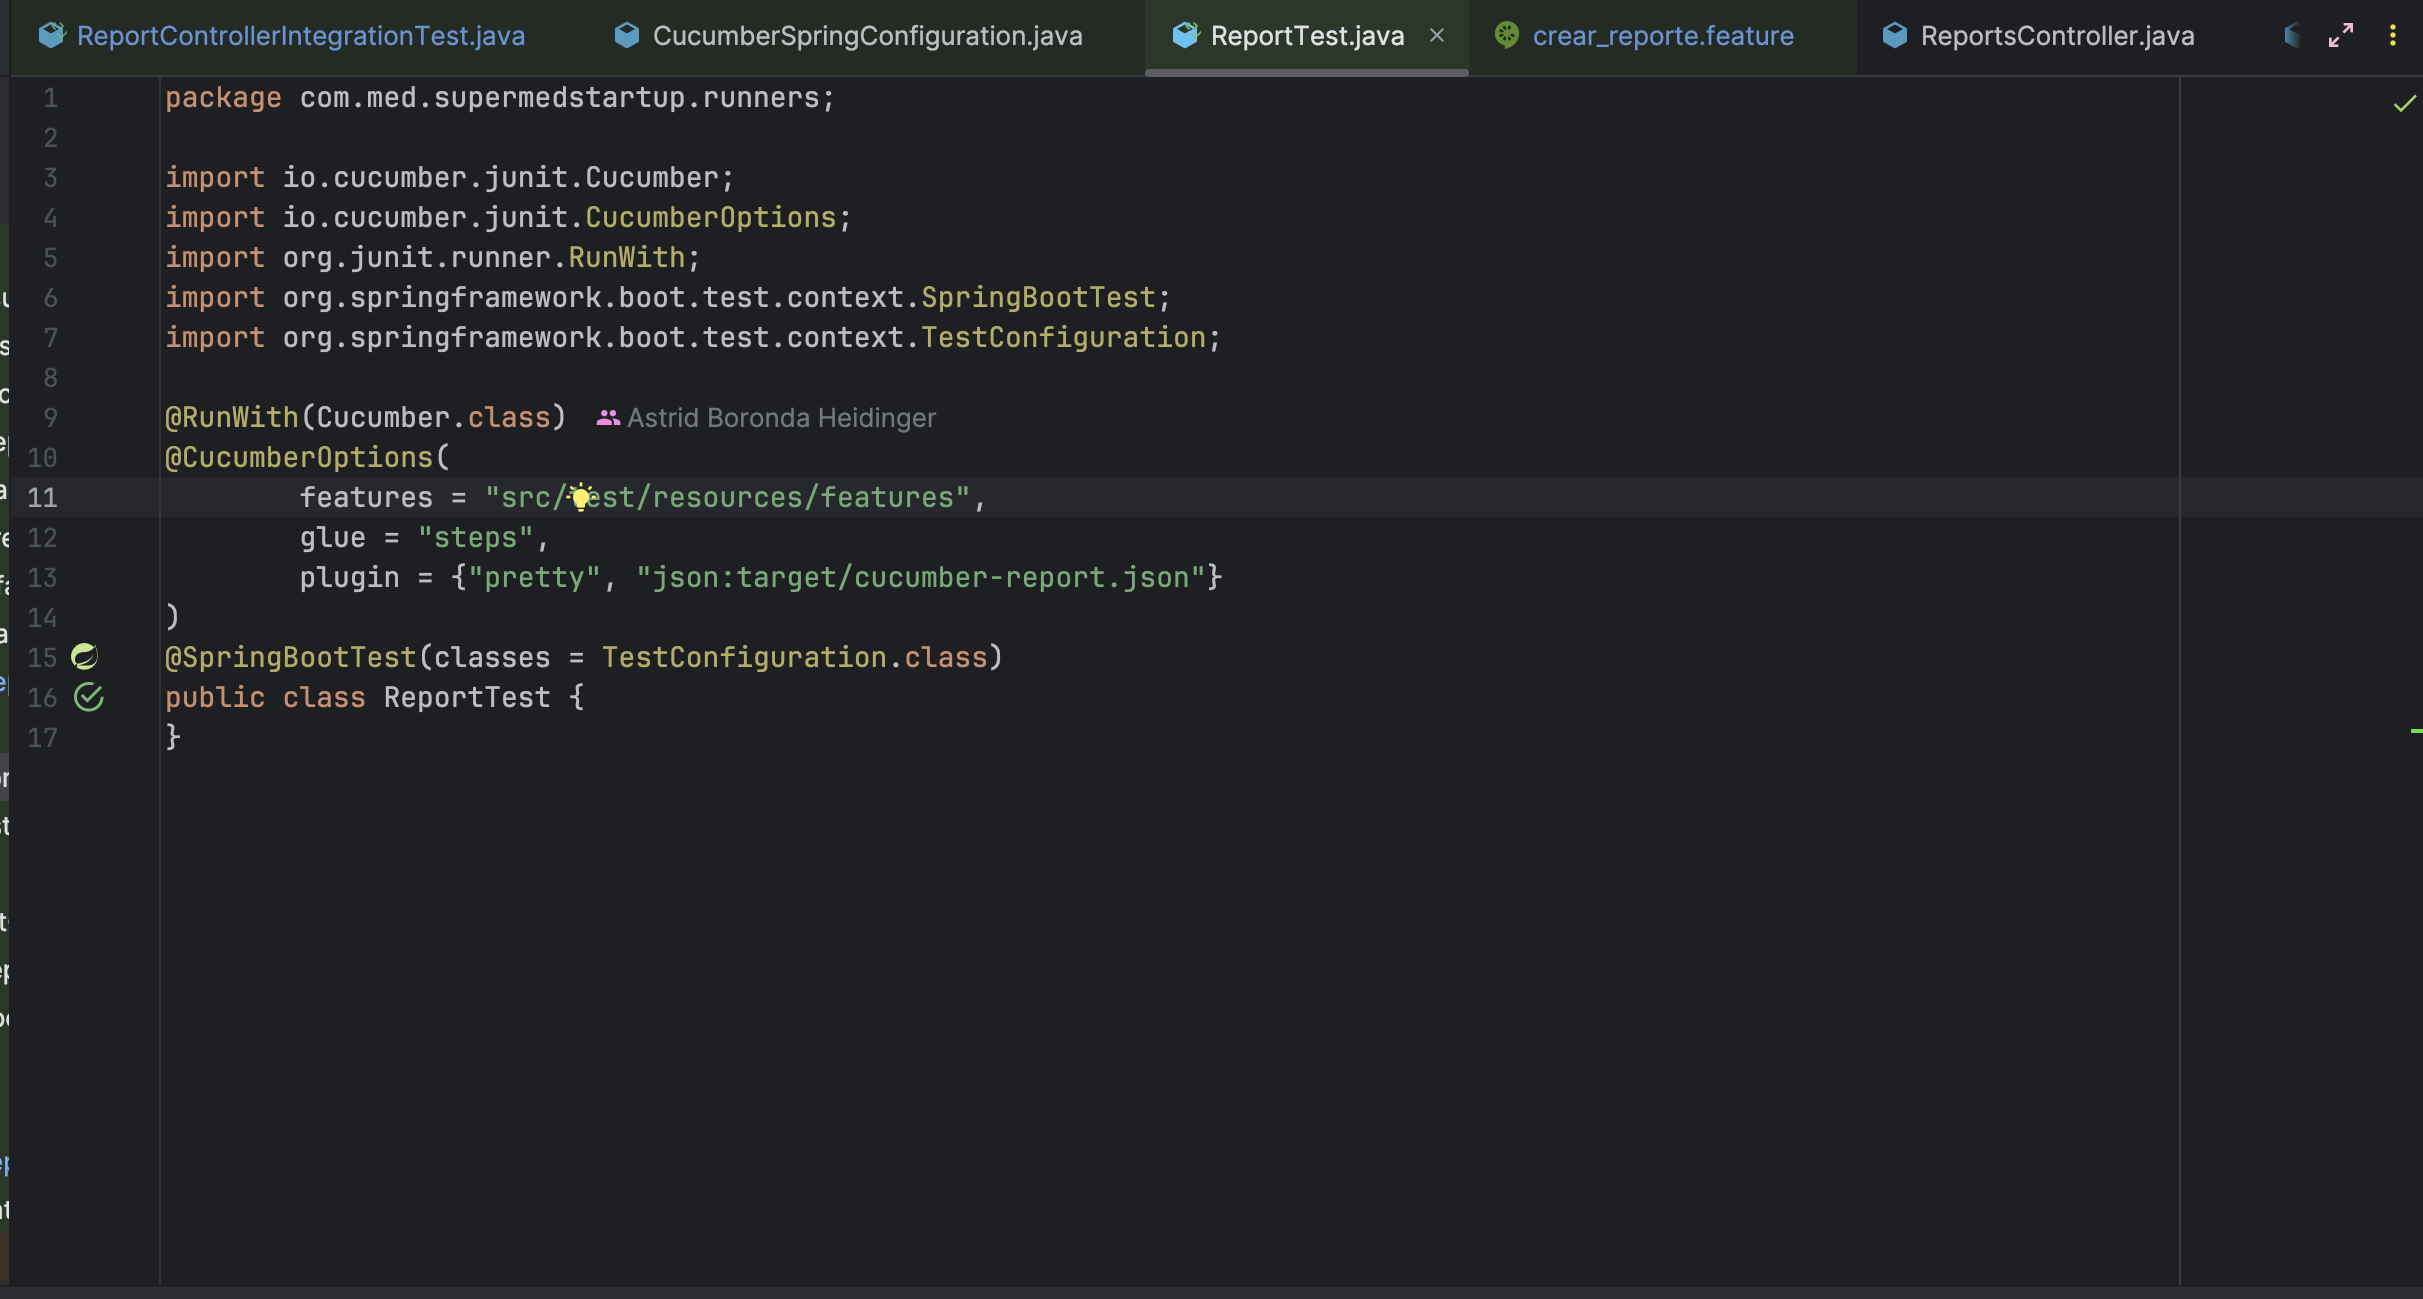 ReportControllerIntegrationTest.java CucumberSpringConfiguration.java ReportTest.java × crear_reporte.feature ReportsController.java
1 package com.med.supermedstartup.runners;
2
3 import io.cucumber.junit.Cucumber;
4 import io.cucumber.junit.CucumberOptions;
5 import org.junit.runner.RunWith;
6 import org.springframework.boot.test.context.SpringBootTest;
7 import org.springframework.boot.test.context.TestConfiguration;
8
9 @RunWith(Cucumber.class) Astrid Boronda Heidinger
10 @CucumberOptions(
11 features = "src/test/resources/features",
12 glue = "steps",
13 plugin = {"pretty", "json:target/cucumber-report.json"}
14 )
15 @SpringBootTest(classes = TestConfiguration.class)
16 public class ReportTest {
17 }